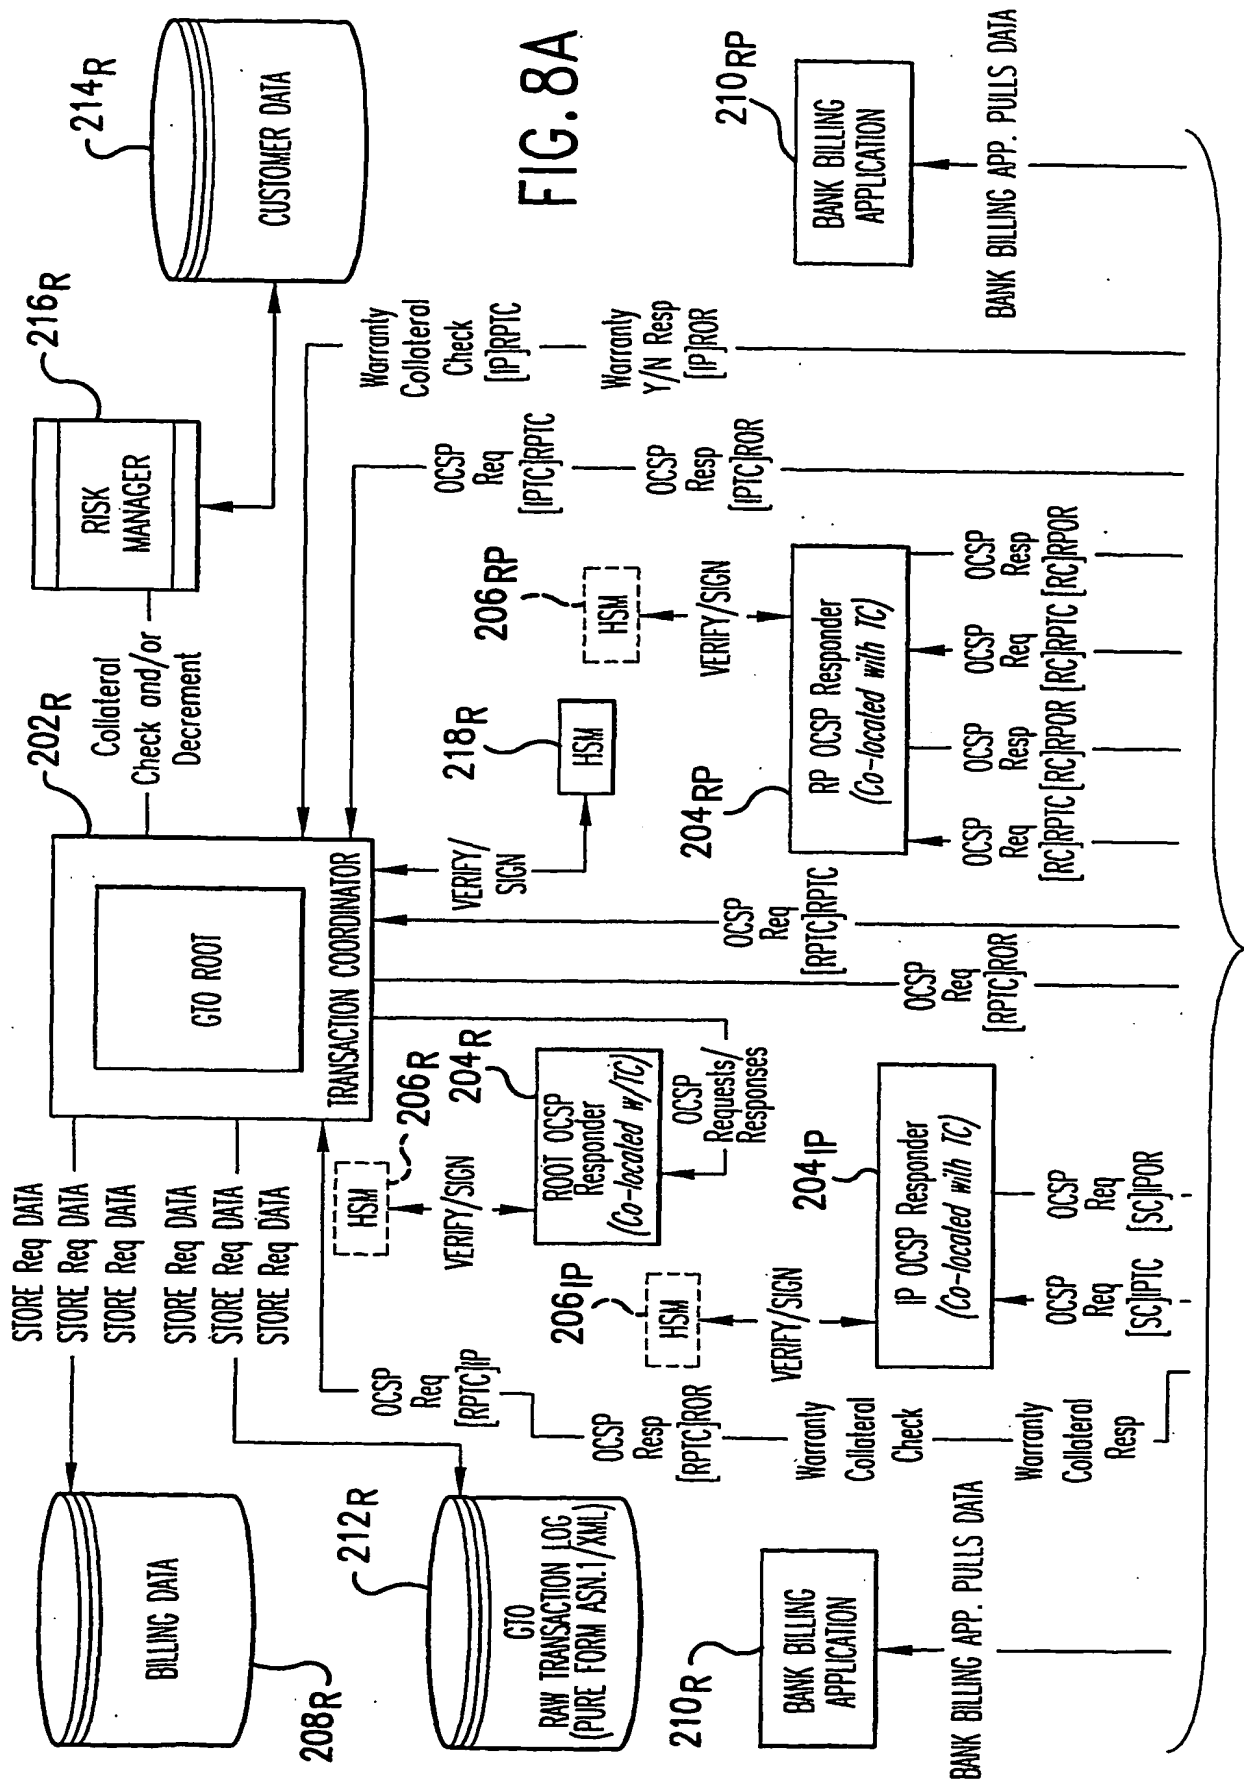 FIG. 8A
BILLING DATA
208R
STORE Req DATA
STORE Req DATA
STORE Req DATA
STORE Req DATA
STORE Req DATA
STORE Req DATA
GTO
RAW TRANSACTION LOG
(PURE FORM ASN.1/XML)
212R
BANK BILLING
APPLICATION
210R
BANK BILLING APP. PULLS DATA
GTO ROOT
TRANSACTION COORDINATOR
202R
Collateral
Check and/or
Decrement
RISK
MANAGER
216R
CUSTOMER DATA
214R
OCSP
Req
[RPTC]IP
OCSP
Resp
[RPTC]ROR
Warranty
Collateral
Check
Warranty
Collateral
Resp
HSM
206R
VERIFY/SIGN
ROOT OCSP
Responder
(Co-located w/TC)
204R
OCSP
Requests/
Responses
HSM
206IP
VERIFY/SIGN
IP OCSP Responder
(Co-located with TC)
204IP
OCSP
Req
[SC]IPTC
OCSP
Req
[SC]IPOR
OCSP
Req
[RPTC]ROR
OCSP
Req
[RPTC]RPTC
VERIFY/
SIGN
HSM
218R
HSM
206RP
VERIFY/SIGN
RP OCSP Responder
(Co-located with TC)
204RP
OCSP
Req
[RC]RPTC
OCSP
Resp
[RC]RPOR
OCSP
Req
[RC]RPTC
OCSP
Resp
[RC]RPOR
OCSP
Req
[IPTC]RPTC
OCSP
Resp
[IPTC]ROR
Warranty
Collateral
Check
[IP]RPTC
Warranty
Y/N Resp
[IP]ROR
BANK BILLING
APPLICATION
210RP
BANK BILLING APP. PULLS DATA